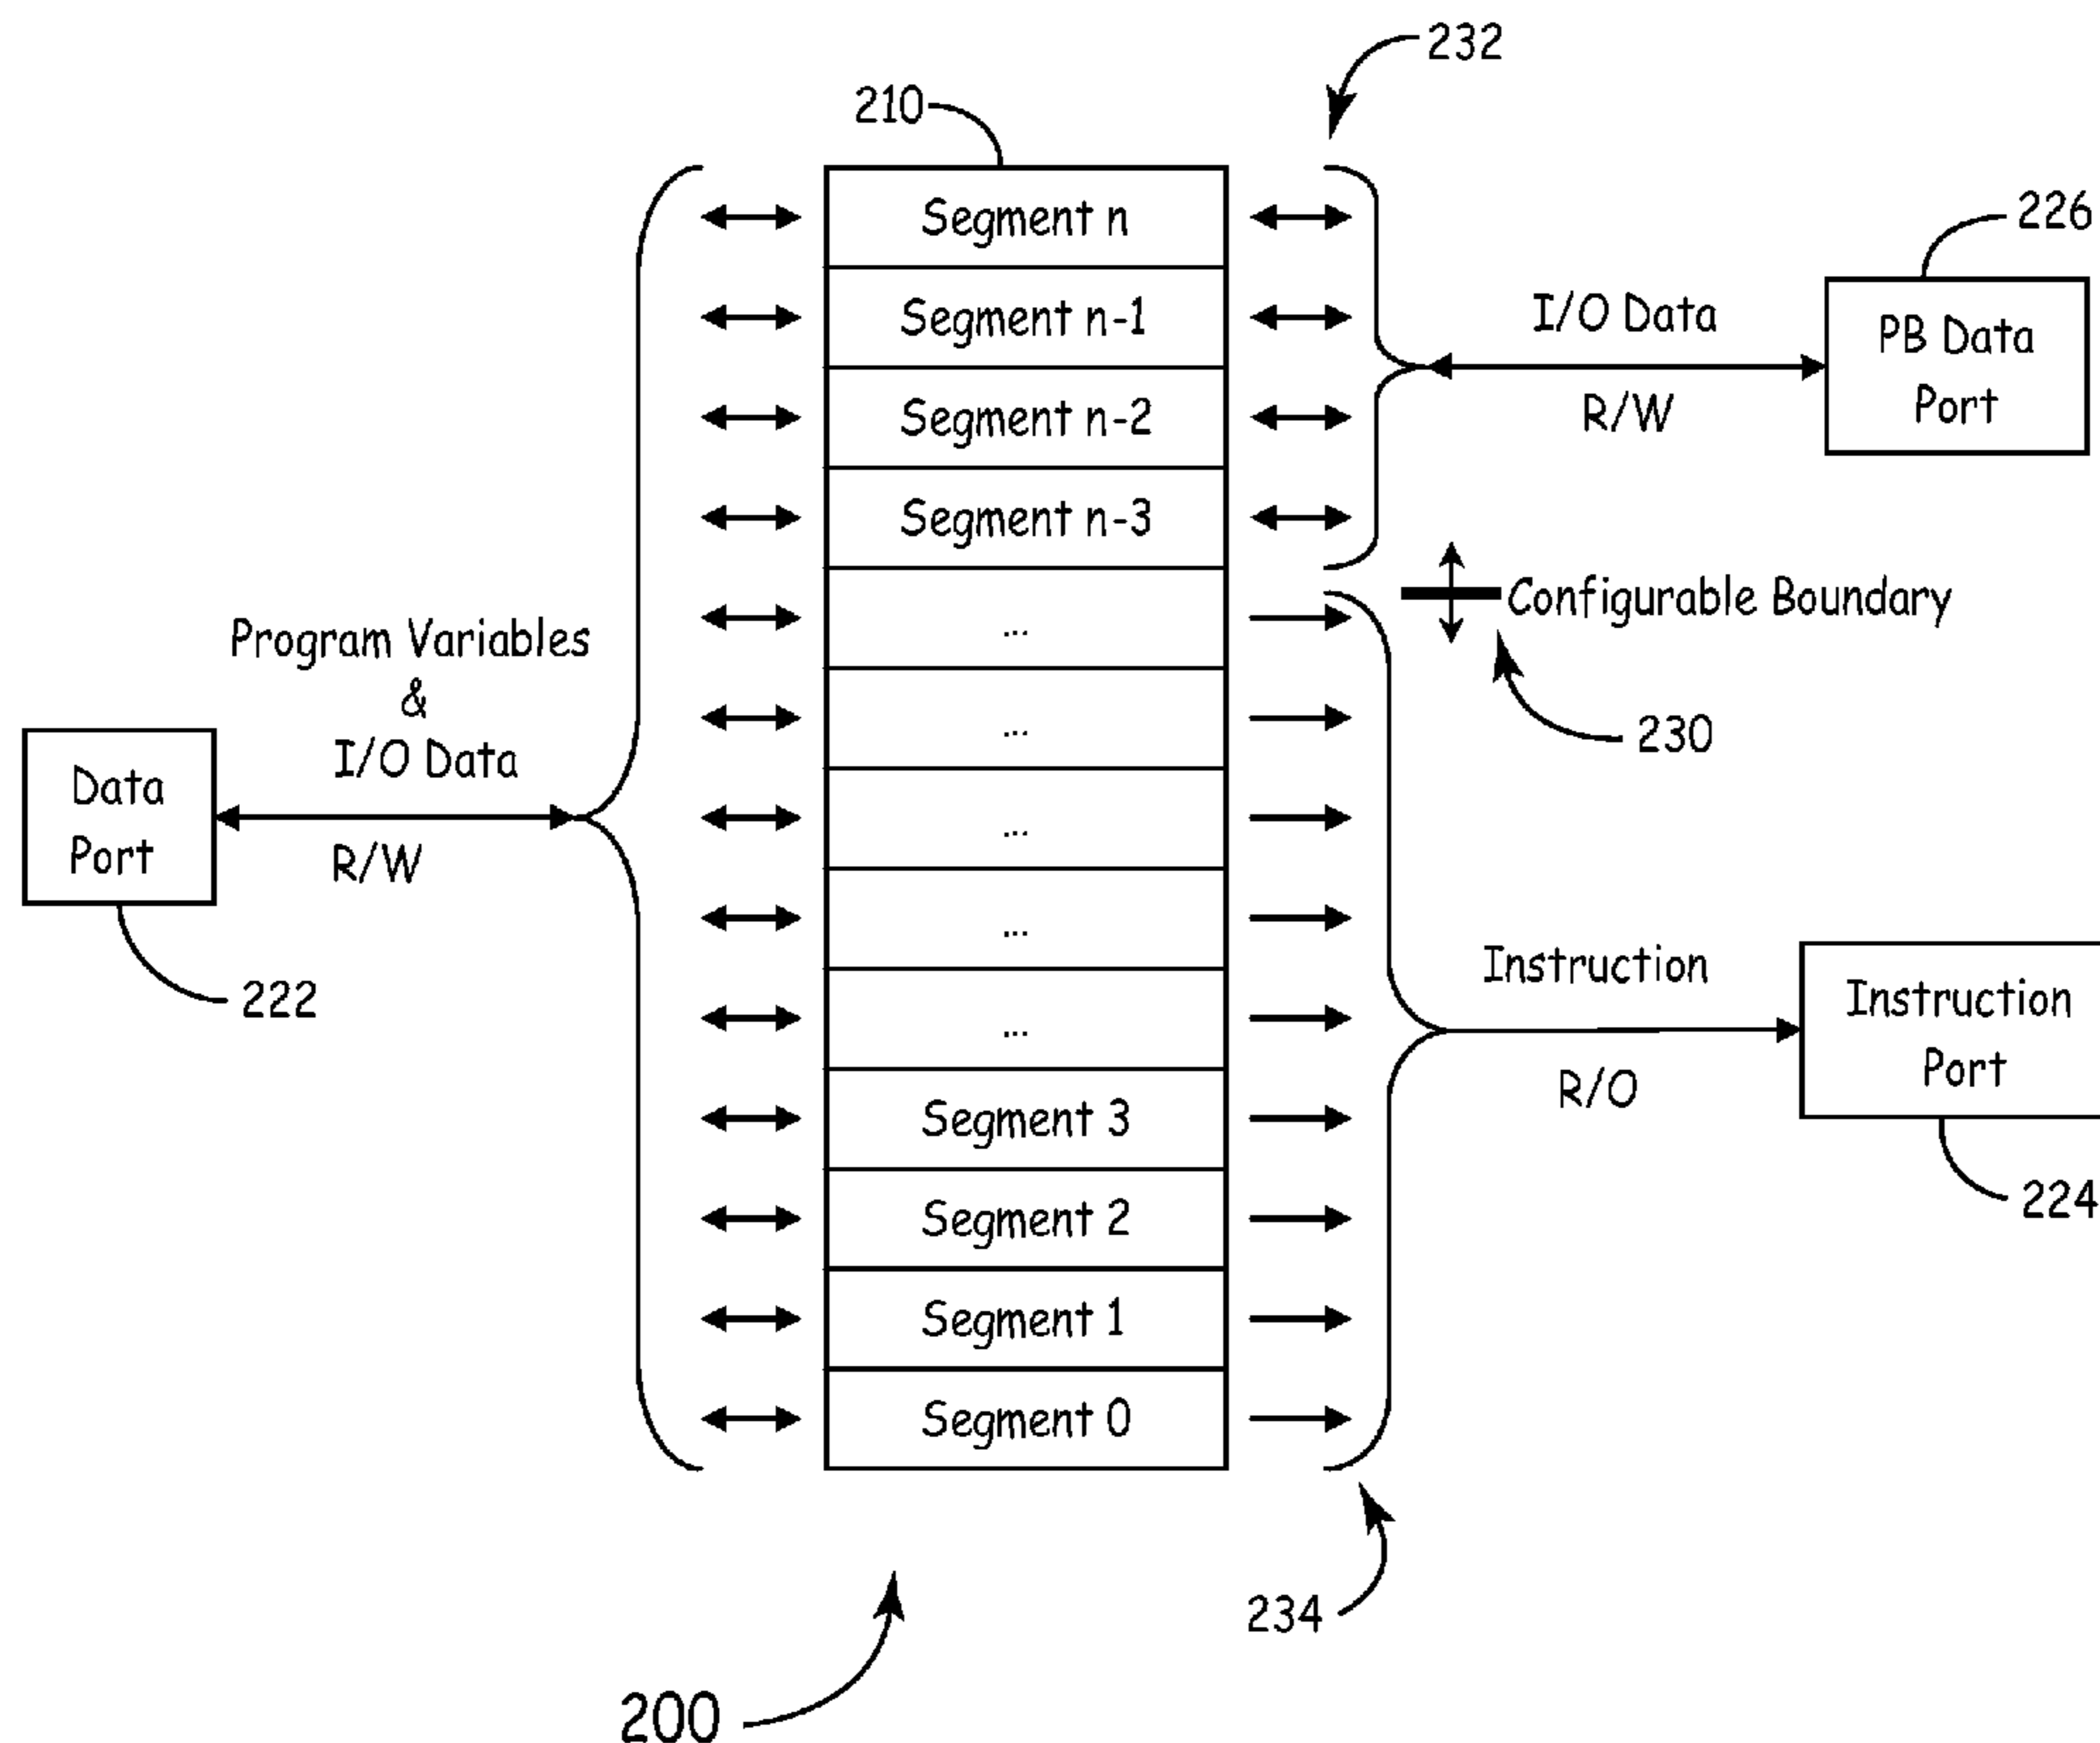 232
210
226
Segment n
Segment n-1
Segment n-2
Segment n-3
...
...
...
...
...
Segment 3
Segment 2
Segment 1
Segment 0
I/O Data
R/W
PB Data
Port
Configurable Boundary
230
Program Variables
&
I/O Data
R/W
Data
Port
222
Instruction
R/O
Instruction
Port
224
234
200